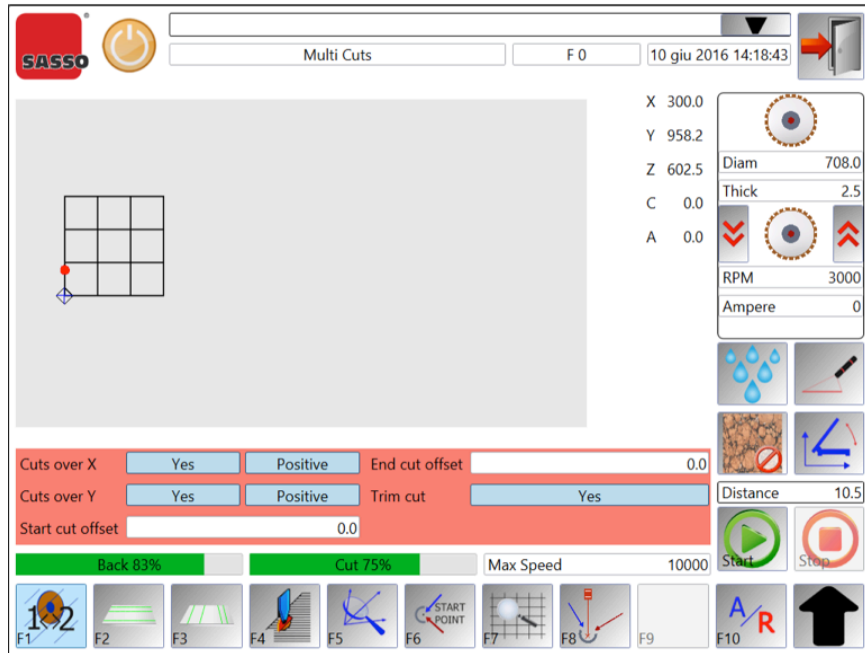 SASSO
Multi Cuts F 0 10 giu 2016 14:18:43
X 300.0
Y 958.2
Z 602.5
C 0.0
A 0.0
Diam 708.0
Thick 2.5
RPM 3000
Ampere 0
Cuts over X Yes Positive End cut offset 0.0
Cuts over Y Yes Positive Trim cut Yes
Start cut offset 0.0
Distance 10.5
Start Stop
Back 83% Cut 75% Max Speed 10000
1 2
F1
F2
F3
F4
F5
START
POINT
F6
F7
F8
F9
A/R
F10